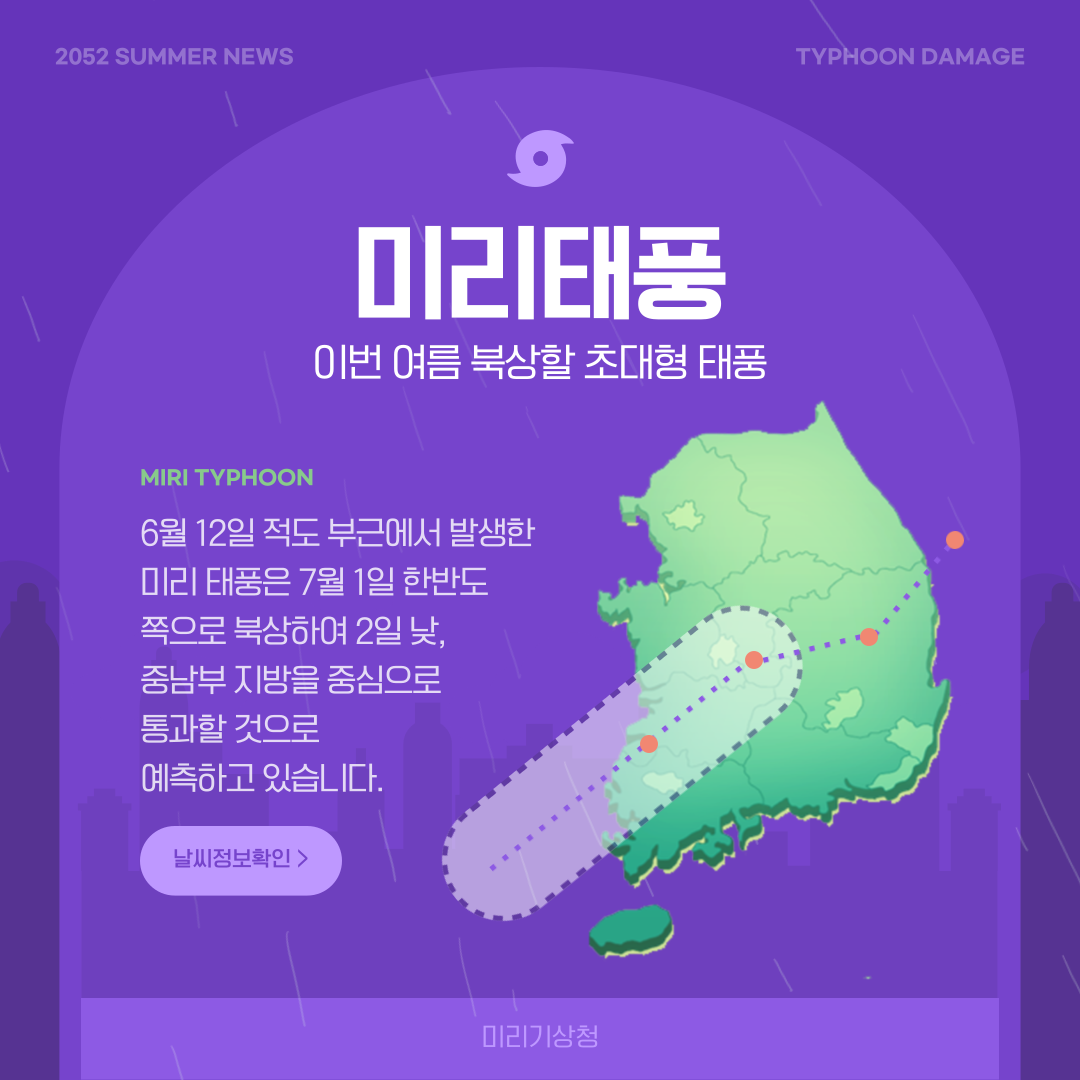 2052 SUMMER NEWS
TYPHOON DAMAGE
미리태풍
이번 여름 북상할 초대형 태풍
MIRI TYPHOON
6월 12일 적도 부근에서 발생한
미리 태풍은 7월 1일 한반도
쪽으로 북상하여 2일 낮,
중남부 지방을 중심으로
통과할 것으로
예측하고 있습니다.
날씨정보확인 >
미리기상청